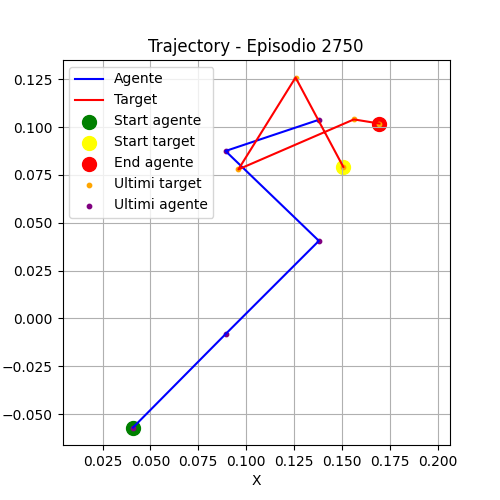 Trajectory - Episodio 2750
Agente
Target
Start agente
Start target
End agente
Ultimi target
Ultimi agente
0.125
0.100
0.075
0.050
0.025
0.000
−0.025
−0.050
0.025 0.050 0.075 0.100 0.125 0.150 0.175 0.200
X